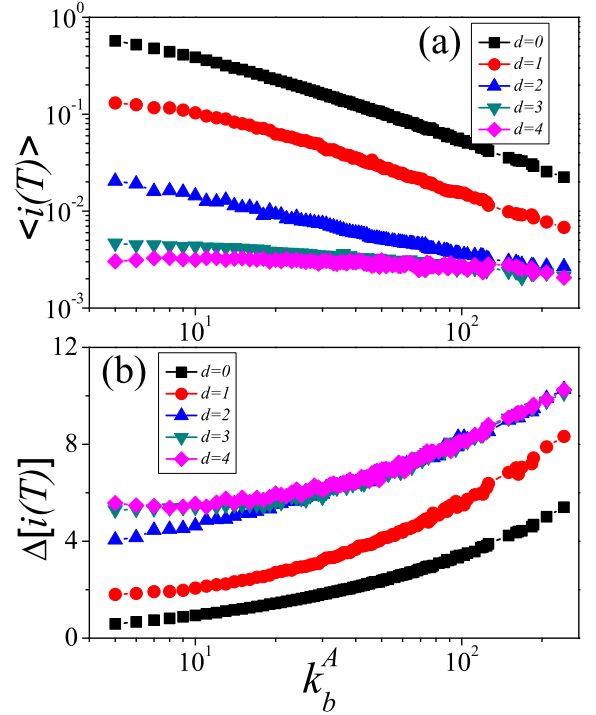 10^0
10^-1
10^-2
10^-3
<i(T)>
(a)
d=0
d=1
d=2
d=3
d=4
10^1
10^2
12
8
4
0
Δ[i(T)]
(b)
d=0
d=1
d=2
d=3
d=4
10^1
10^2
k_b^A